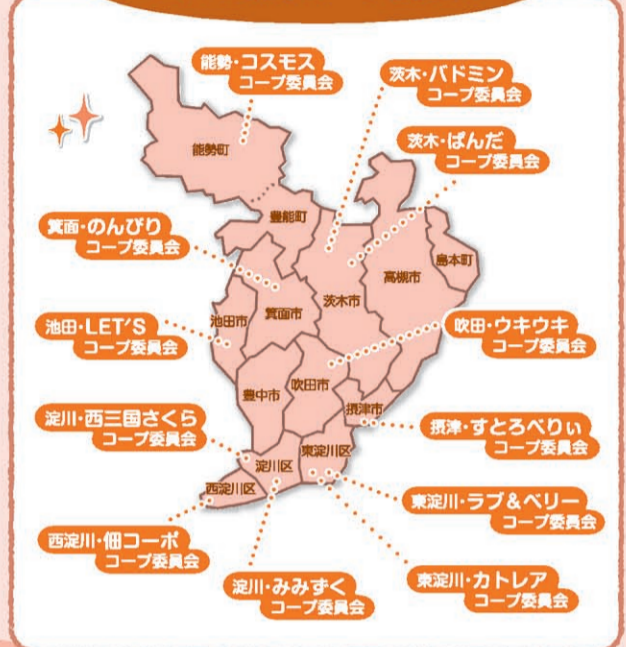 能勢・コスモス
コープ委員会
茨木・バドミン
コープ委員会
茨木・ぱんだ
コープ委員会
能勢町
豊能町
箕面・のんびり
コープ委員会
島本町
高槻市
茨木市
箕面市
池田市
池田・LET'S
コープ委員会
吹田・ウキウキ
コープ委員会
吹田市
豊中市
摂津市
淀川・西三国さくら
コープ委員会
摂津・すとろべりぃ
コープ委員会
東淀川区
淀川区
西淀川区
東淀川・ラブ&ベリー
コープ委員会
西淀川・佃コーポ
コープ委員会
淀川・みみずく
コープ委員会
東淀川・カトレア
コープ委員会